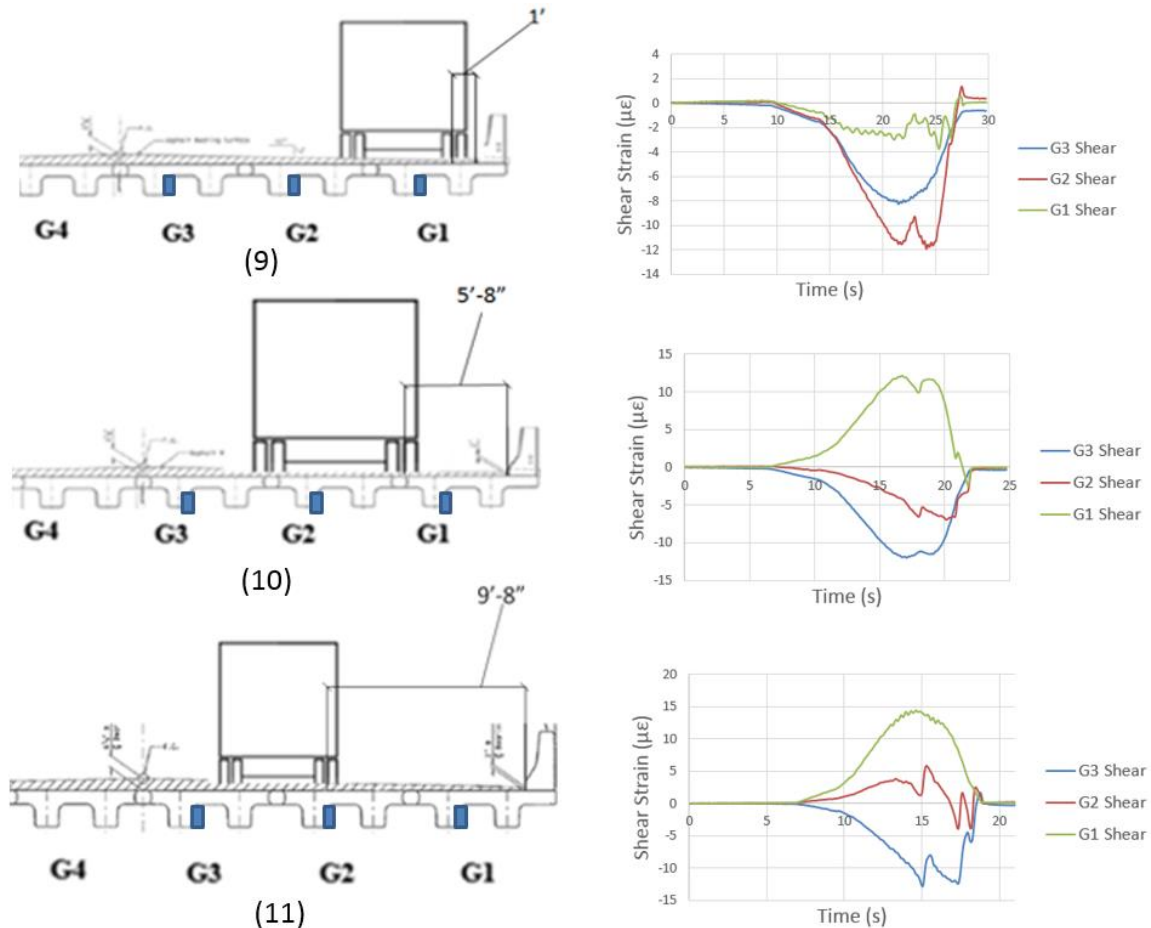 1’
G4 G3 G2 G1
(9)
4
2
0
-2
-4
-6
-8
-10
-12
-14
0 5 10 15 20 25 30
Shear Strain (με)
Time (s)
G3 Shear
G2 Shear
G1 Shear
5’-8”
G4 G3 G2 G1
(10)
15
10
5
0
-5
-10
-15
0 5 10 15 20 25
Shear Strain (με)
Time (s)
G3 Shear
G2 Shear
G1 Shear
9’-8”
G4 G3 G2 G1
(11)
20
15
10
5
0
-5
-10
-15
0 5 10 15 20
Shear Strain (με)
Time (s)
G3 Shear
G2 Shear
G1 Shear